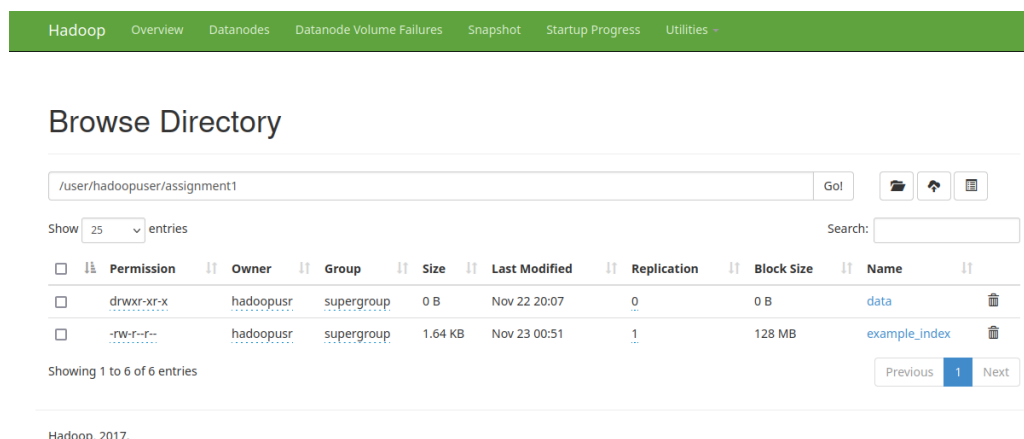 Hadoop Overview Datanodes Datanode Volume Failures Snapshot Startup Progress Utilities
Browse Directory
/user/hadoopuser/assignment1 Go!
Show 25 entries Search:
Permission Owner Group Size Last Modified Replication Block Size Name
drwxr-xr-x hadoopusr supergroup 0 B Nov 22 20:07 0 0 B data
-rw-r--r-- hadoopusr supergroup 1.64 KB Nov 23 00:51 1 128 MB example_index
Showing 1 to 6 of 6 entries Previous 1 Next
Hadoop, 2017.